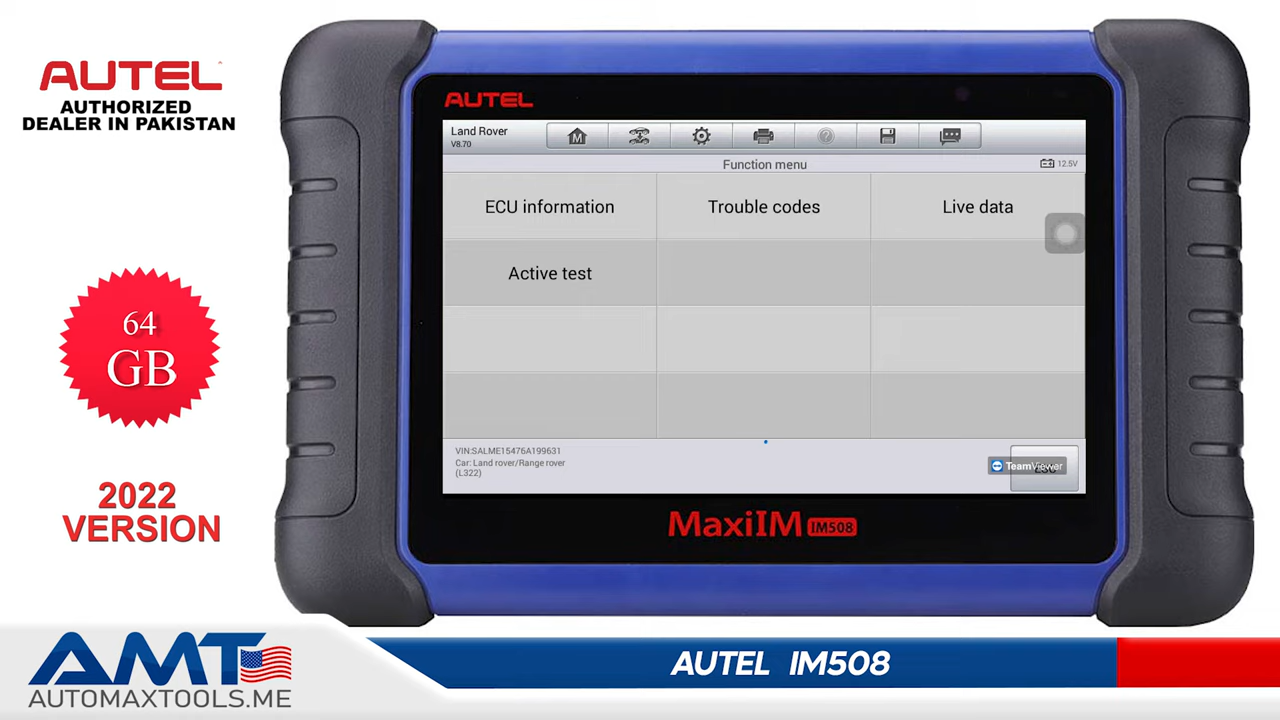 AUTEL
AUTHORIZED
DEALER IN PAKISTAN
64
GB
2022
VERSION
AUTEL
Land Rover
V8.70
M
Function menu
12.5V
ECU information
Trouble codes
Live data
Active test
VIN:SALME15476A199631
Car: Land rover/Range rover
(L322)
TeamViewer
MaxiIM IM508
AMT
AUTOMAXTOOLS.ME
AUTEL IM508